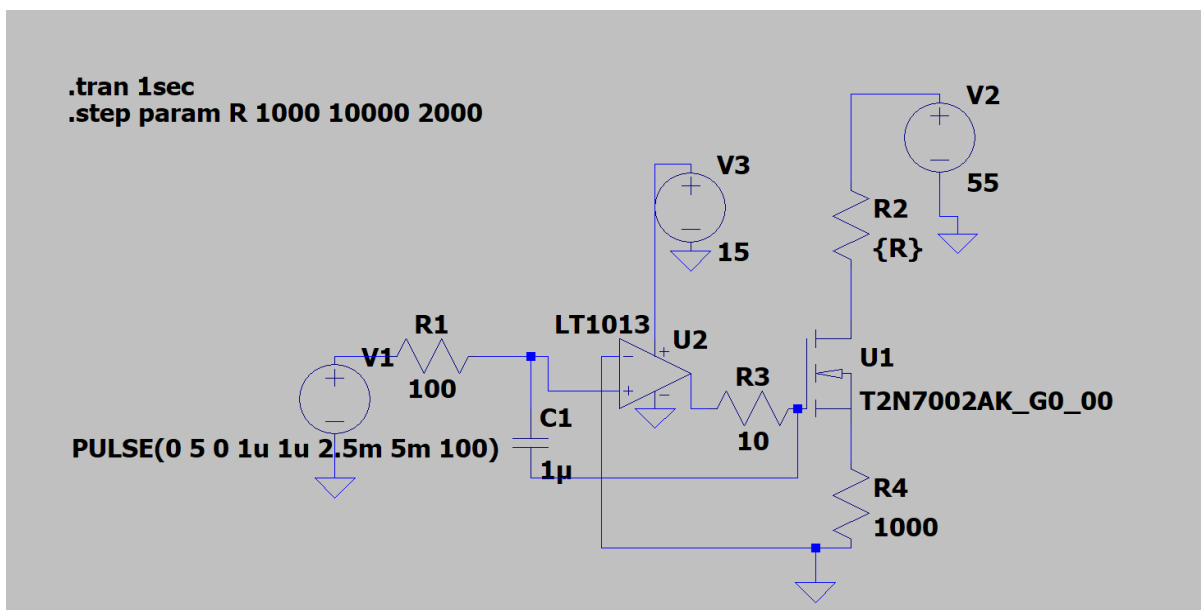 .tran 1sec
.step param R 1000 10000 2000
V2
55
V3
15
R2
{R}
LT1013
U2
R1
100
V1
U1
T2N7002AK_G0_00
R3
10
C1
1µ
PULSE(0 5 0 1u 1u 2.5m 5m 100)
R4
1000